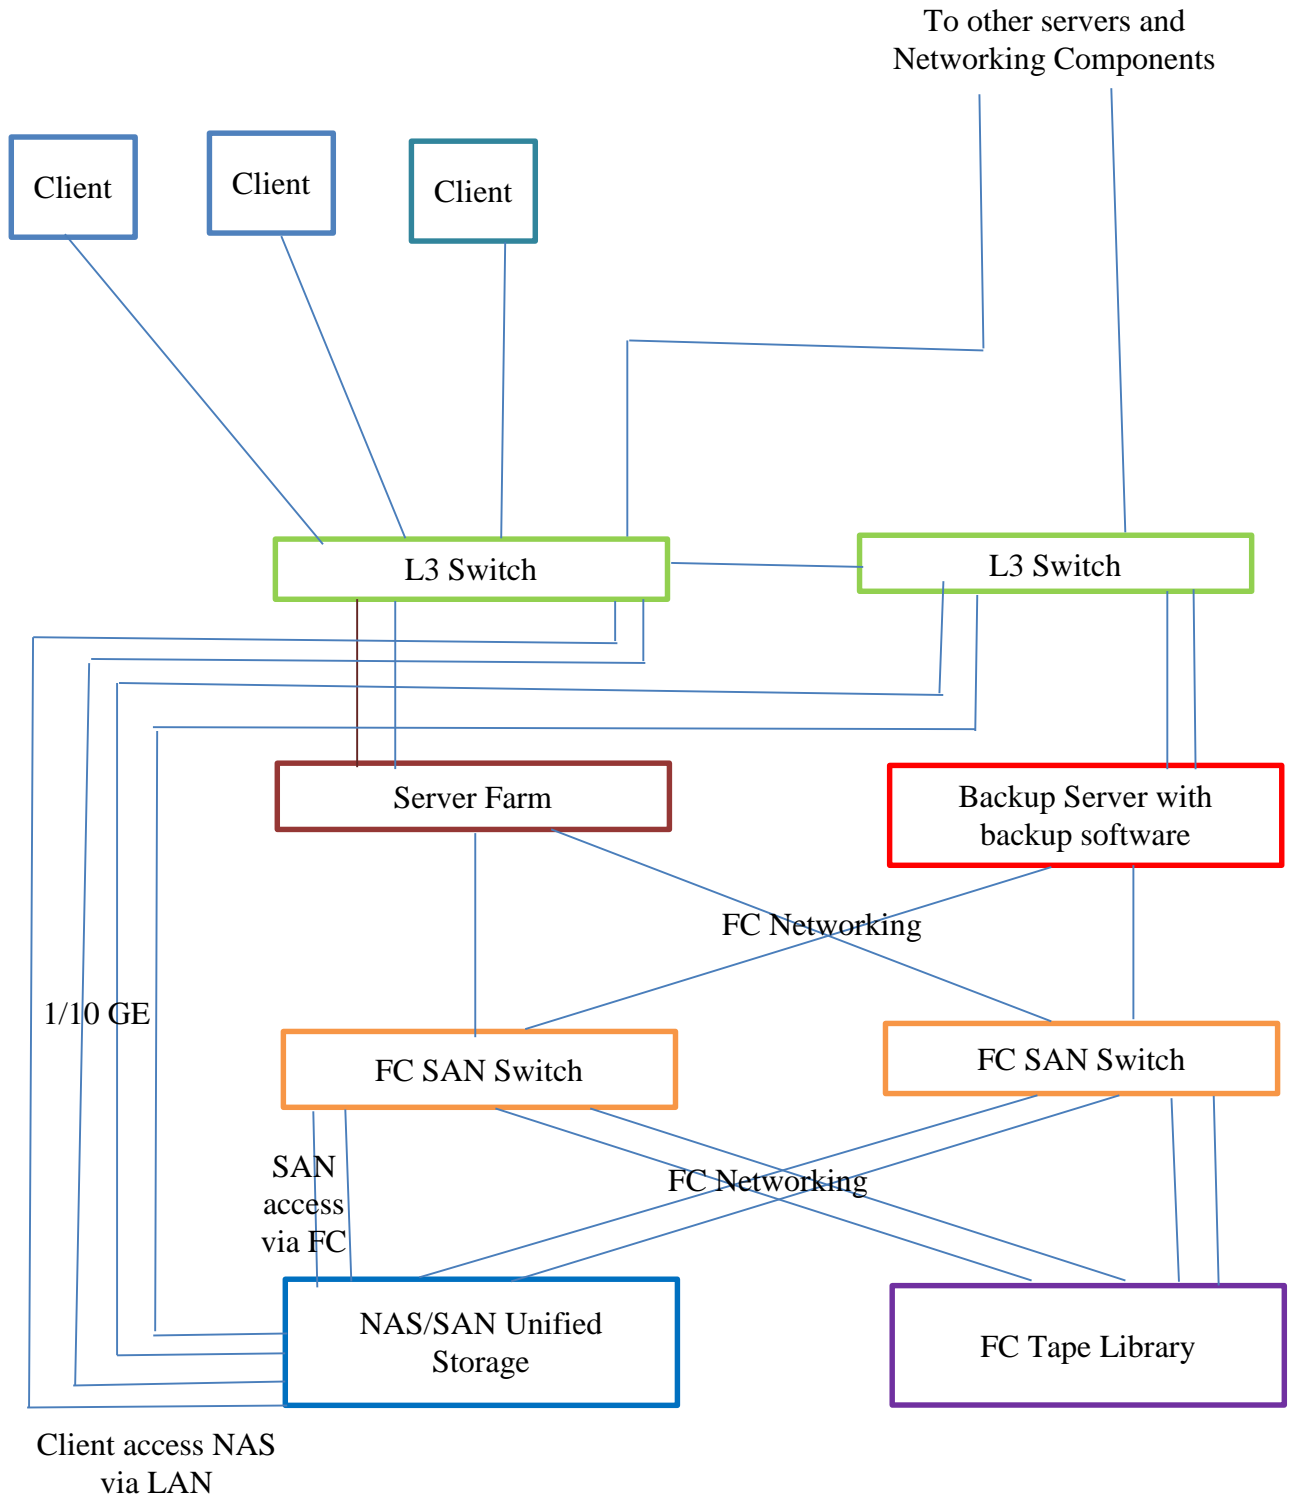 To other servers and
Networking Components
Client
Client
Client
L3 Switch
L3 Switch
Server Farm
Backup Server with
backup software
FC Networking
1/10 GE
FC SAN Switch
FC SAN Switch
SAN
access
via FC
FC Networking
NAS/SAN Unified
Storage
FC Tape Library
Client access NAS
via LAN